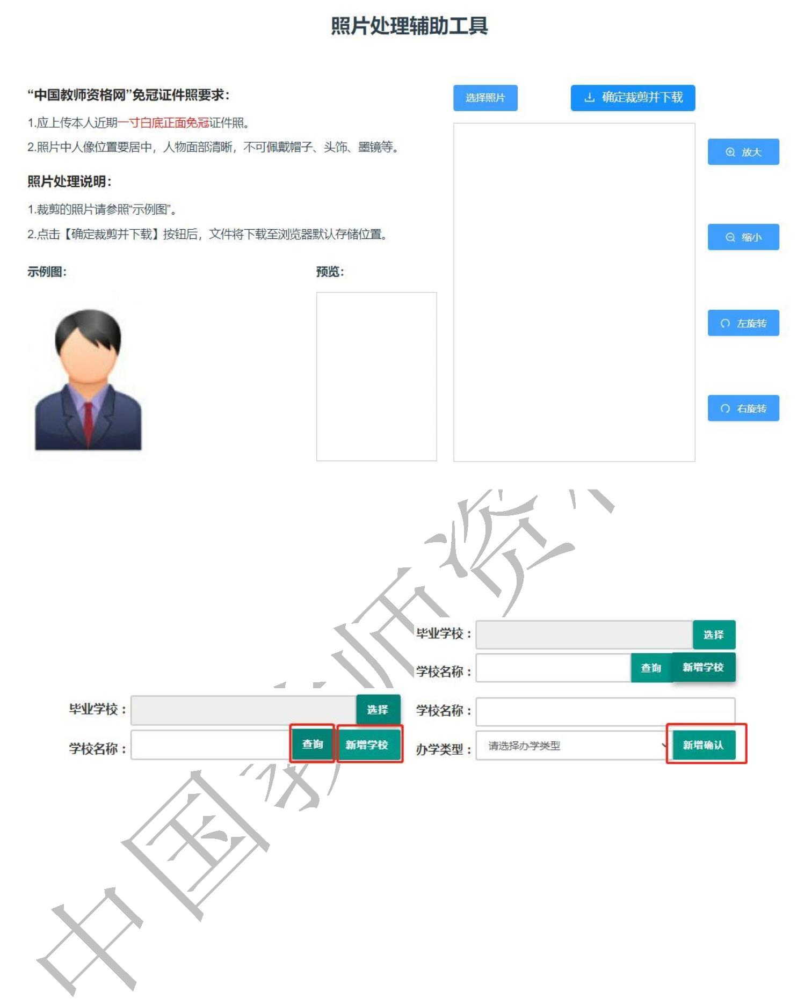 照片处理辅助工具
“中国教师资格网”免冠证件照要求：
1.应上传本人近期一寸白底正面免冠证件照。
2.照片中人像位置要居中，人物面部清晰，不可佩戴帽子、头饰、墨镜等。
照片处理说明：
1.裁剪的照片请参照“示例图”。
2.点击【确定裁剪并下载】按钮后，文件将下载至浏览器默认存储位置。
示例图：
预览：
选择照片
确定裁剪并下载
放大
缩小
左旋转
右旋转
毕业学校：
选择
学校名称：
查询
新增学校
毕业学校：
选择
学校名称：
查询
新增学校
学校名称：
办学类型：
请选择办学类型
新增确认
中国教师资